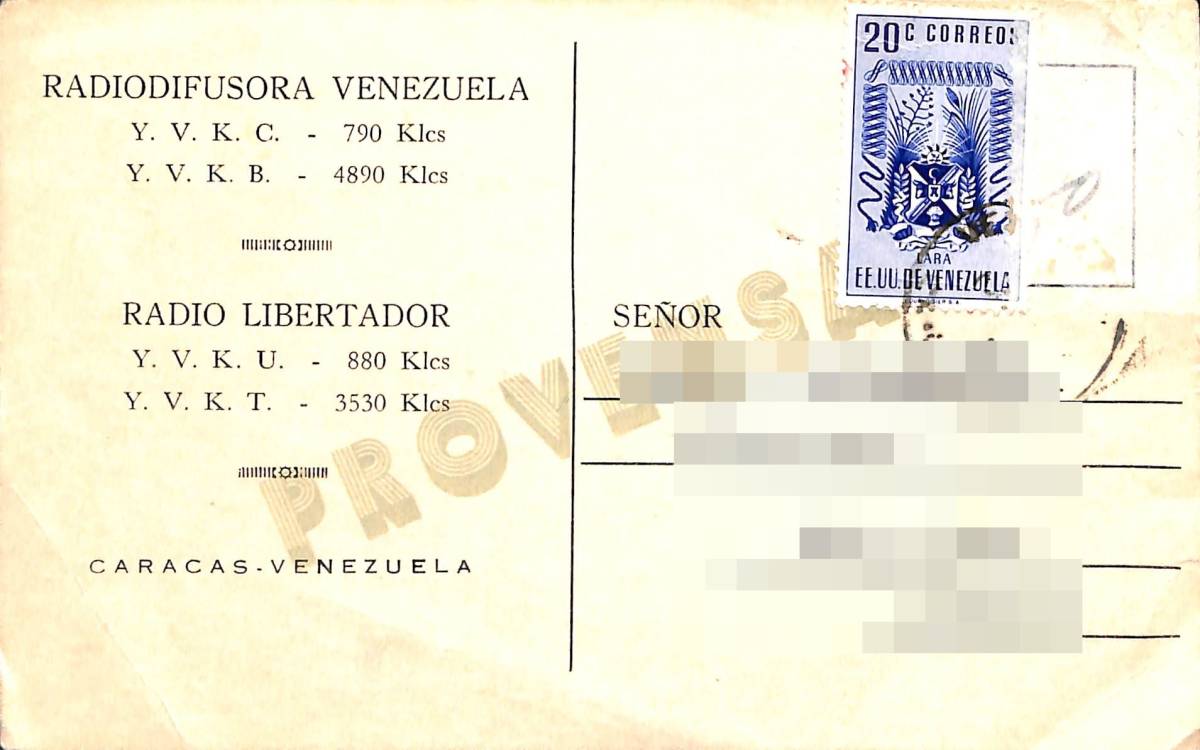 RADIODIFUSORA VENEZUELA
Y. V. K. C. - 790 Klcs
Y. V. K. B. - 4890 Klcs
RADIO LIBERTADOR
Y. V. K. U. - 880 Klcs
Y. V. K. T. - 3530 Klcs
CARACAS-VENEZUELA
PROVENSA
20C CORREOS
LARA
EE.UU.DE VENEZUELA
SEÑOR